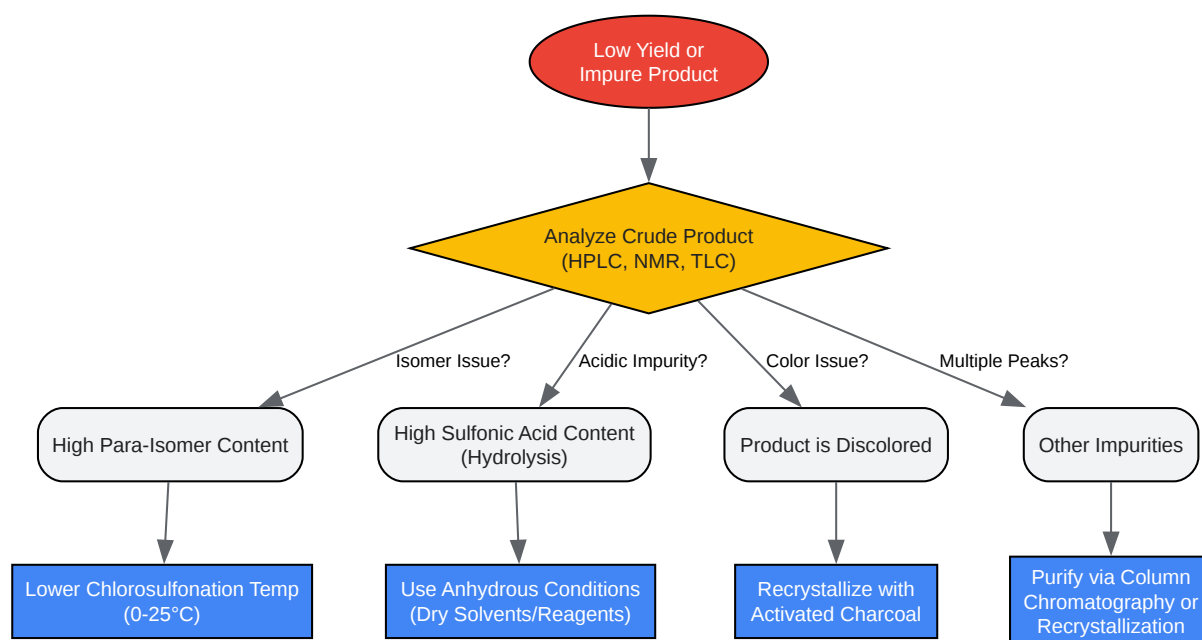 Low Yield or
Impure Product
Analyze Crude Product
(HPLC, NMR, TLC)
Isomer Issue?
Acidic Impurity?
Color Issue?
Multiple Peaks?
High Para-Isomer Content
High Sulfonic Acid Content
(Hydrolysis)
Product is Discolored
Other Impurities
Lower Chlorosulfonation Temp
(0-25°C)
Use Anhydrous Conditions
(Dry Solvents/Reagents)
Recrystallize with
Activated Charcoal
Purify via Column
Chromatography or
Recrystallization